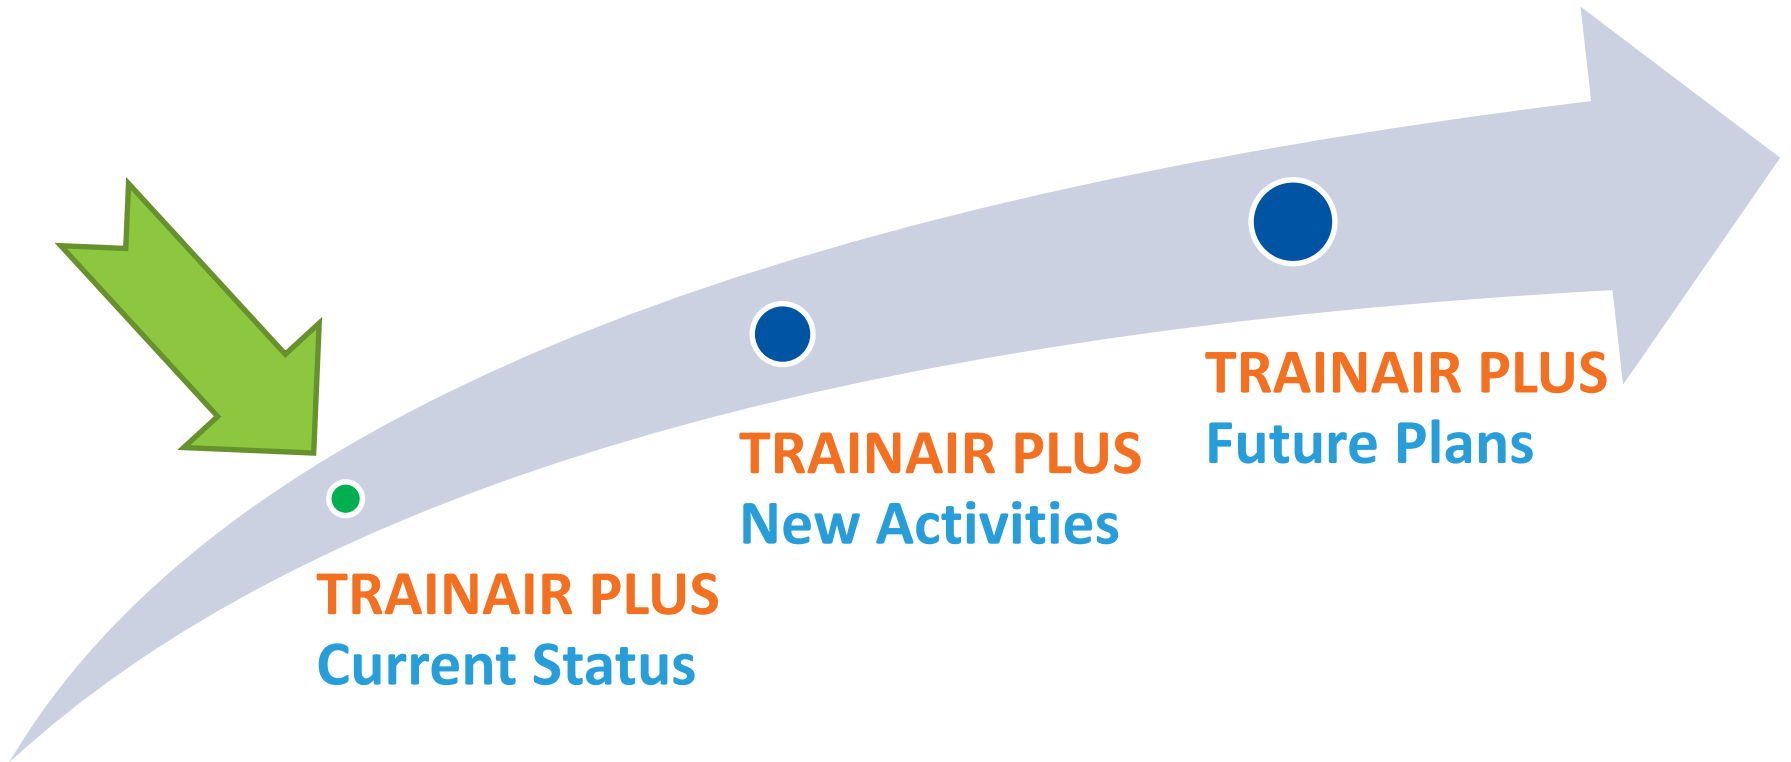 TRAINAIR PLUS
Current Status
TRAINAIR PLUS
New Activities
TRAINAIR PLUS
Future Plans